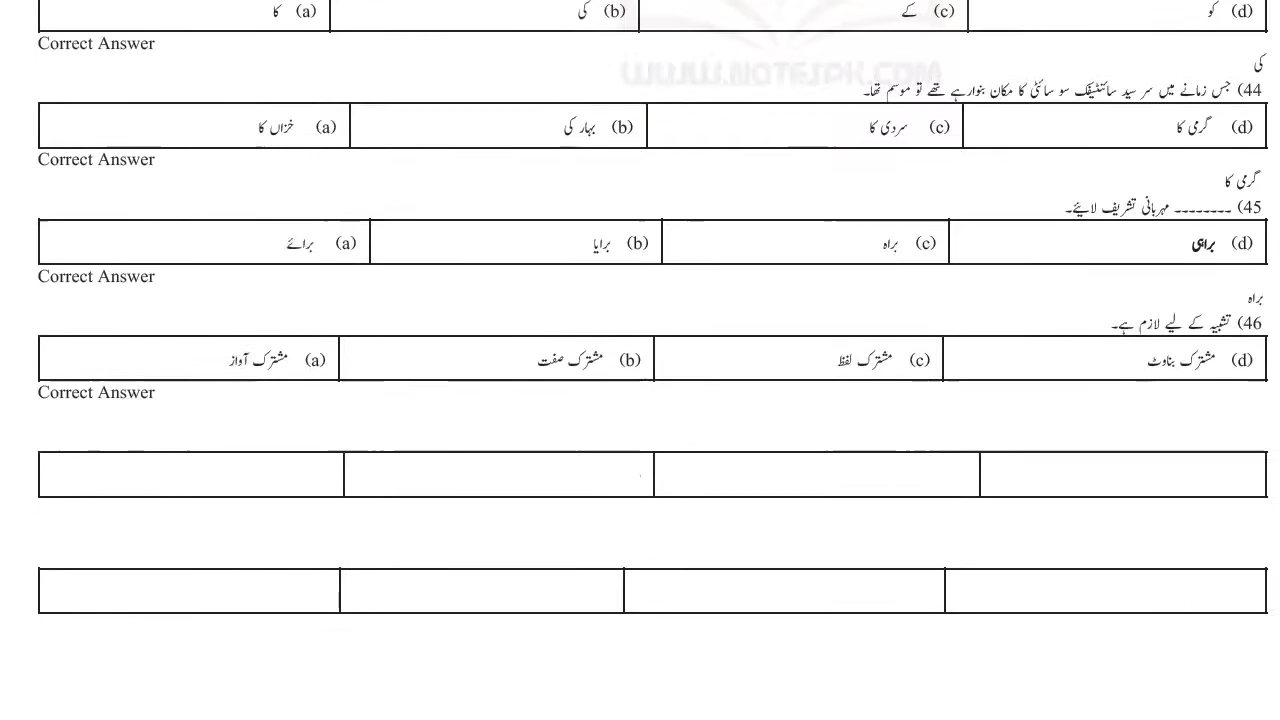 (a) کا (b) کی (c) کے (d) کو
Correct Answer
کی
44) جس زمانے میں سر سید سائنٹیفک سو سائٹی کا مکان بنوارہے تھے تو موسم تھا۔
(a) خزاں کا (b) بہار کی (c) سردی کا (d) گرمی کا
Correct Answer
گرمی کا
45) -------- مہربانی تشریف لائیے۔
(a) برائے (b) برایا (c) براہ (d) براہی
Correct Answer
براہ
46) تشبیہ کے لیے لازم ہے۔
(a) مشترک آواز (b) مشترک صفت (c) مشترک لفظ (d) مشترک بناوٹ
Correct Answer